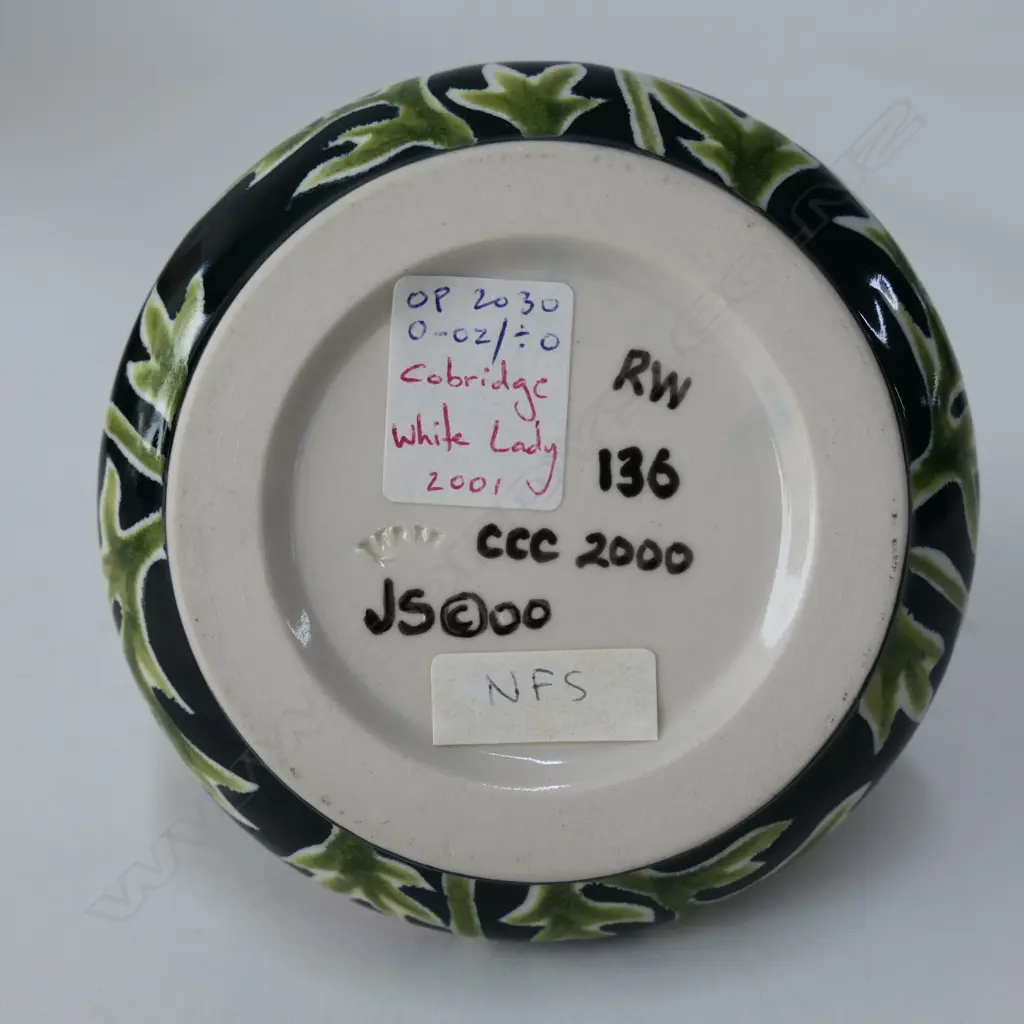 OP 2030
0-02/÷0
Cobridge
White Lady
2001
RW
136
CCC 2000
JS©00
NFS